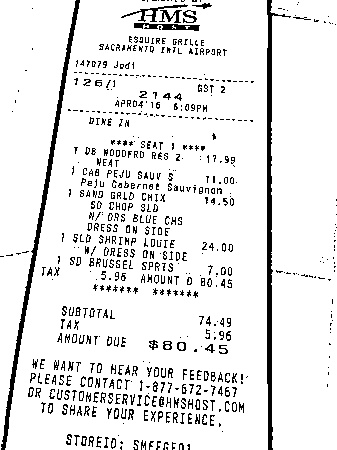 HMS
HOST
ESQUIRE GRILLE
SACRAMENTO INTL AIRPORT
147079 Jodi
126/1 GST 2
2144
APR04'16 6:09PM
DINE IN
**** SEAT 1 ****
1 DB WOODFRD RES 2 17.99
NEAT
1 CAB PEJU SAUV S 11.00
Peju Cabernet Sauvignon
1 SAND GRLD CHIX 14.50
SD CHOP SLD
W/ DRS BLUE CHS
DRESS ON SIDE
1 SLD SHRIMP LOUIE 24.00
W/ DRESS ON SIDE
1 SD BRUSSEL SPRTS 7.00
TAX 5.96 AMOUNT D 80.45
******* *******
SUBTOTAL 74.49
TAX 5.96
AMOUNT DUE $80.45
WE WANT TO HEAR YOUR FEEDBACK!
PLEASE CONTACT 1-877-672-7467
OR CUSTOMERSERVICE@HMSHOST.COM
TO SHARE YOUR EXPERIENCE.
STOREID: